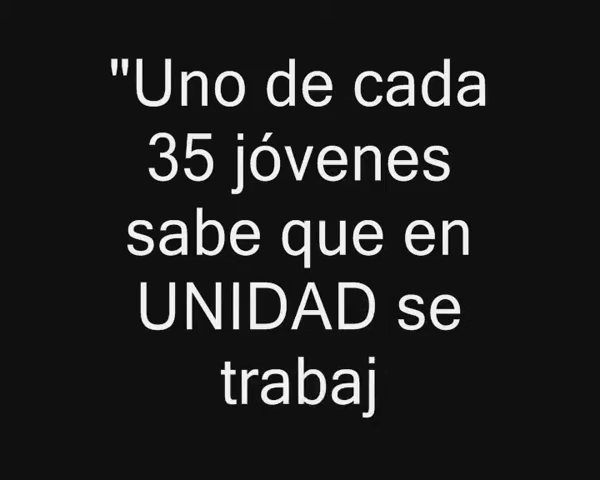 "Uno de cada
35 jóvenes
sabe que en
UNIDAD se
trabaj